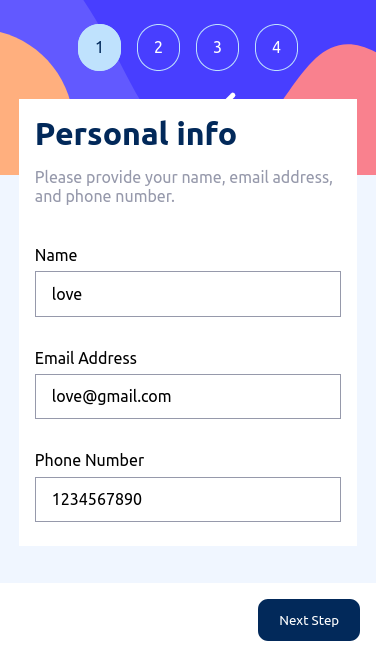 1 2 3 4
Personal info
Please provide your name, email address,
and phone number.
Name
love
Email Address
love@gmail.com
Phone Number
1234567890
Next Step